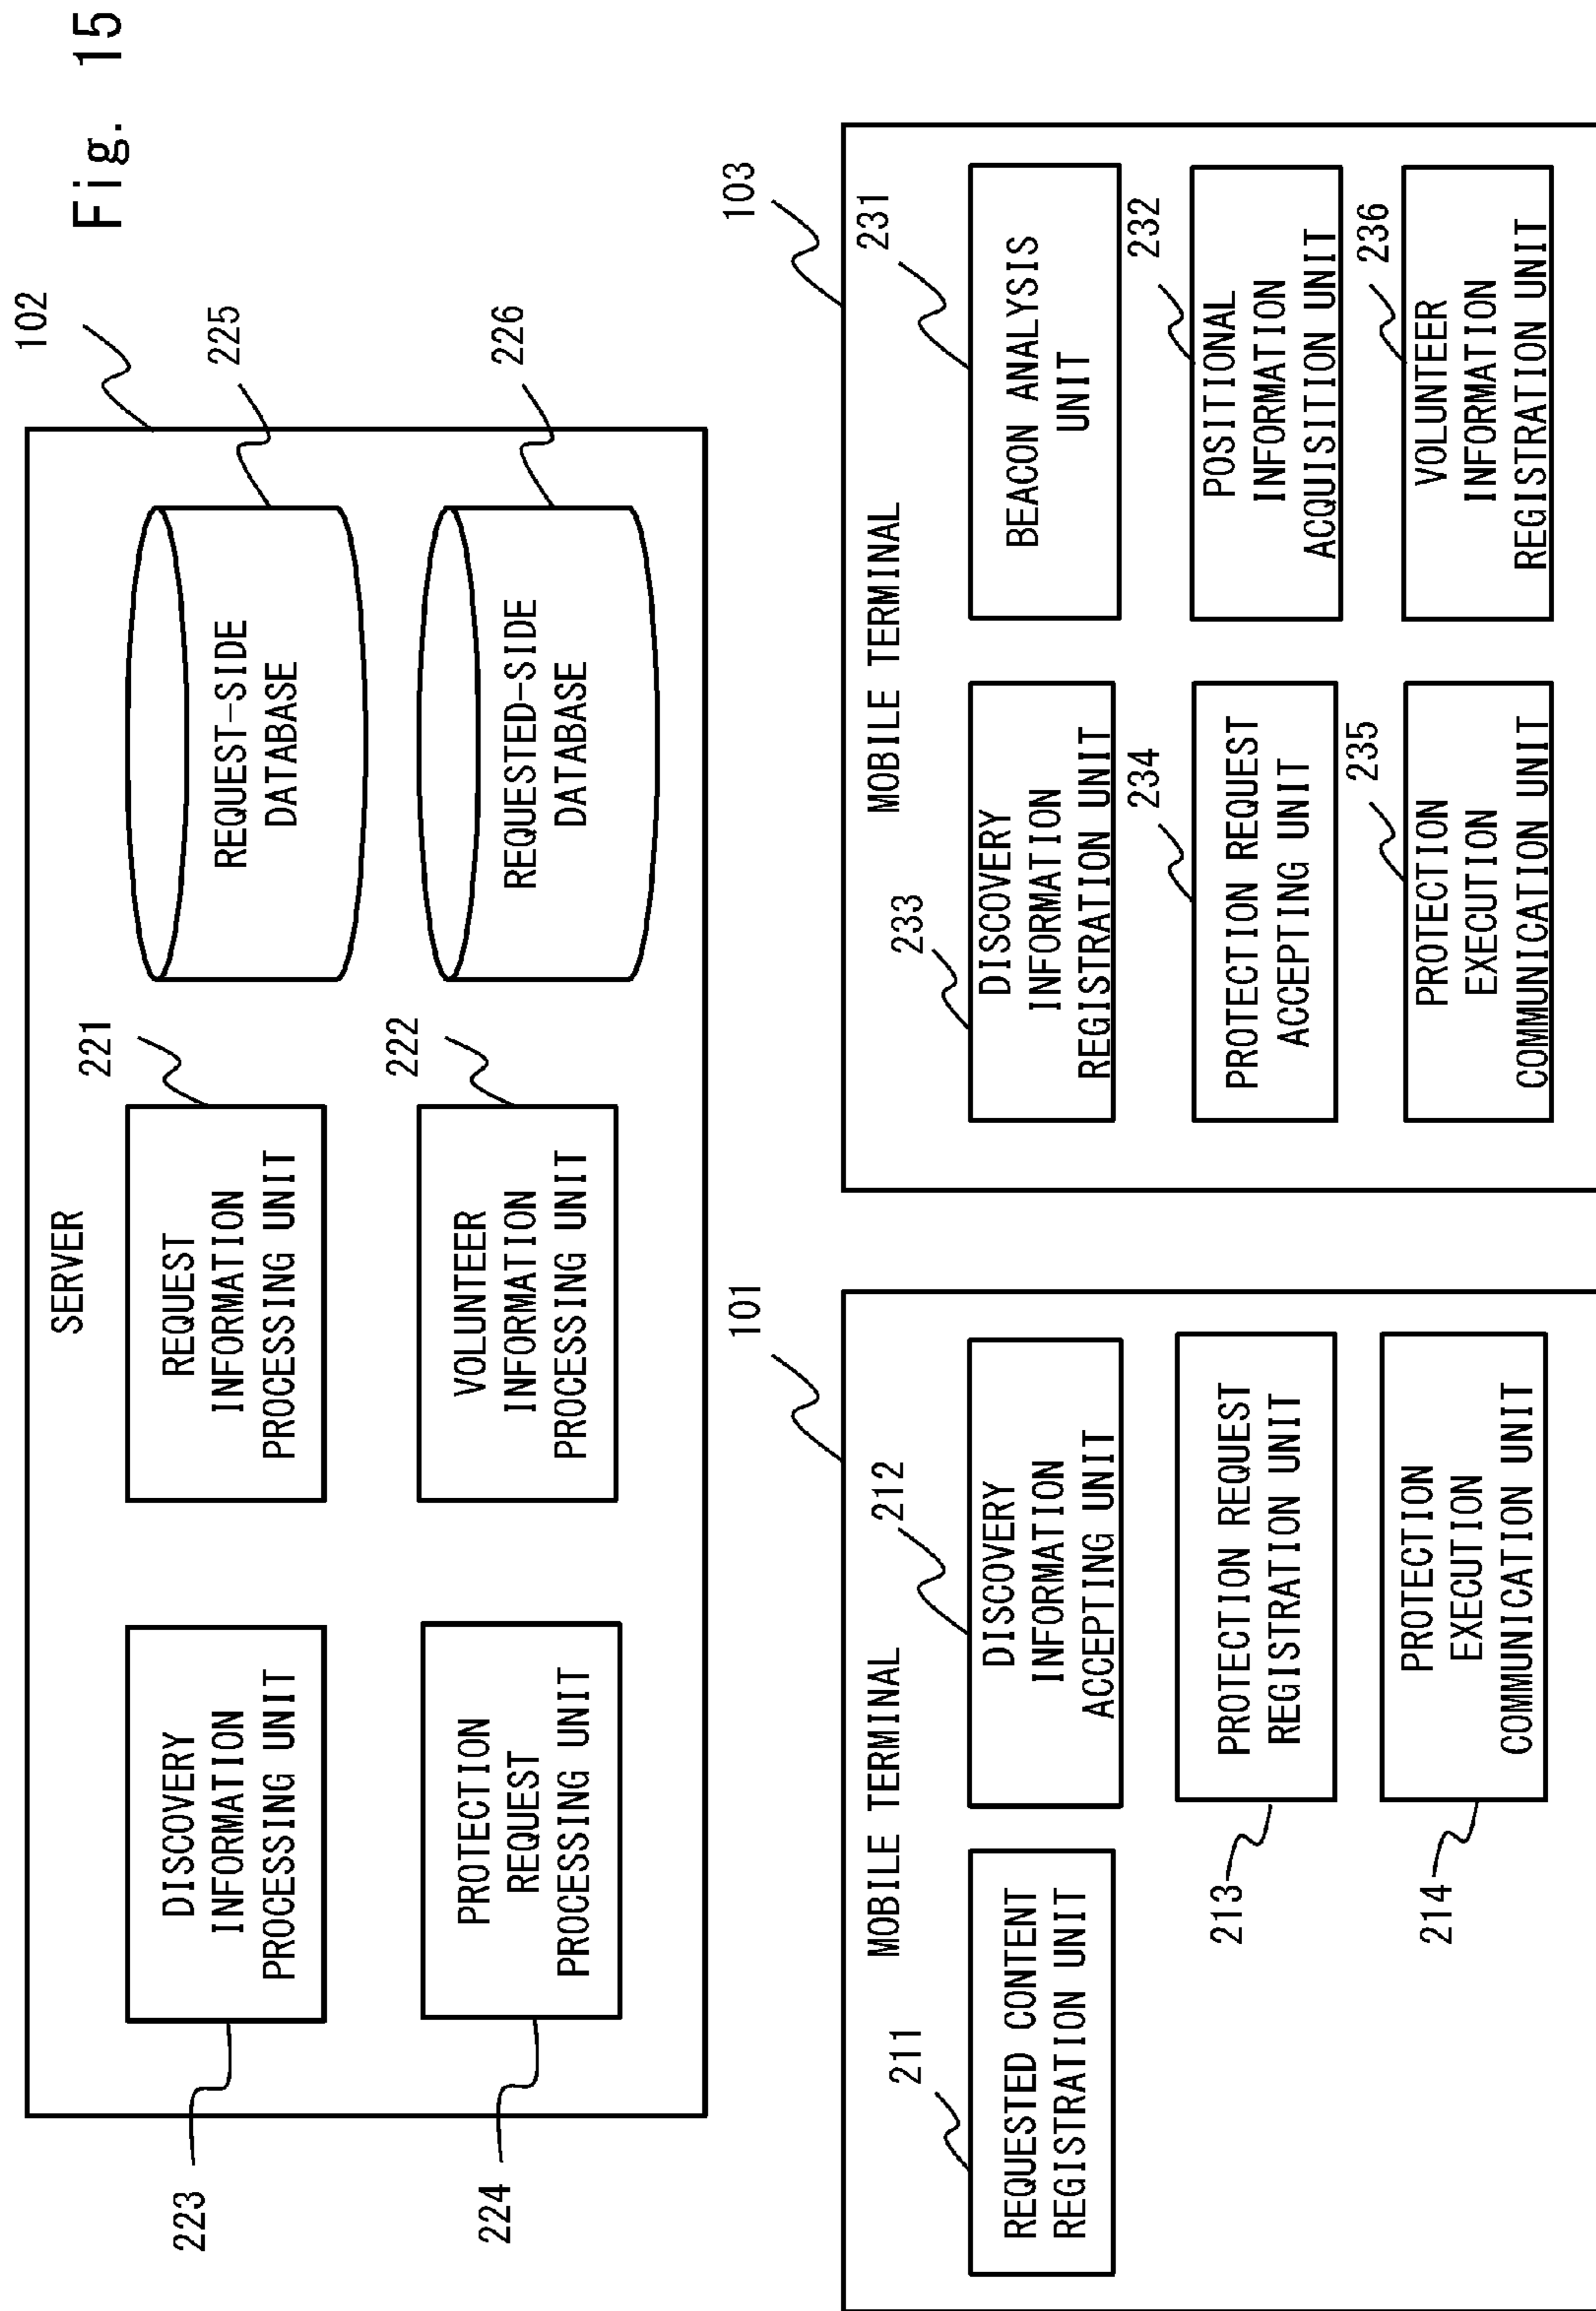 Fig. 15
SERVER
102
223
DISCOVERY
INFORMATION
PROCESSING UNIT
221
REQUEST
INFORMATION
PROCESSING UNIT
225
REQUEST-SIDE
DATABASE
224
PROTECTION
REQUEST
PROCESSING UNIT
222
VOLUNTEER
INFORMATION
PROCESSING UNIT
226
REQUESTED-SIDE
DATABASE
101
MOBILE TERMINAL
211
REQUESTED CONTENT
REGISTRATION UNIT
212
DISCOVERY
INFORMATION
ACCEPTING UNIT
213
PROTECTION REQUEST
REGISTRATION UNIT
214
PROTECTION
EXECUTION
COMMUNICATION UNIT
103
MOBILE TERMINAL
233
DISCOVERY
INFORMATION
REGISTRATION UNIT
231
BEACON ANALYSIS
UNIT
234
PROTECTION REQUEST
ACCEPTING UNIT
232
POSITIONAL
INFORMATION
ACQUISITION UNIT
235
PROTECTION
EXECUTION
COMMUNICATION UNIT
236
VOLUNTEER
INFORMATION
REGISTRATION UNIT